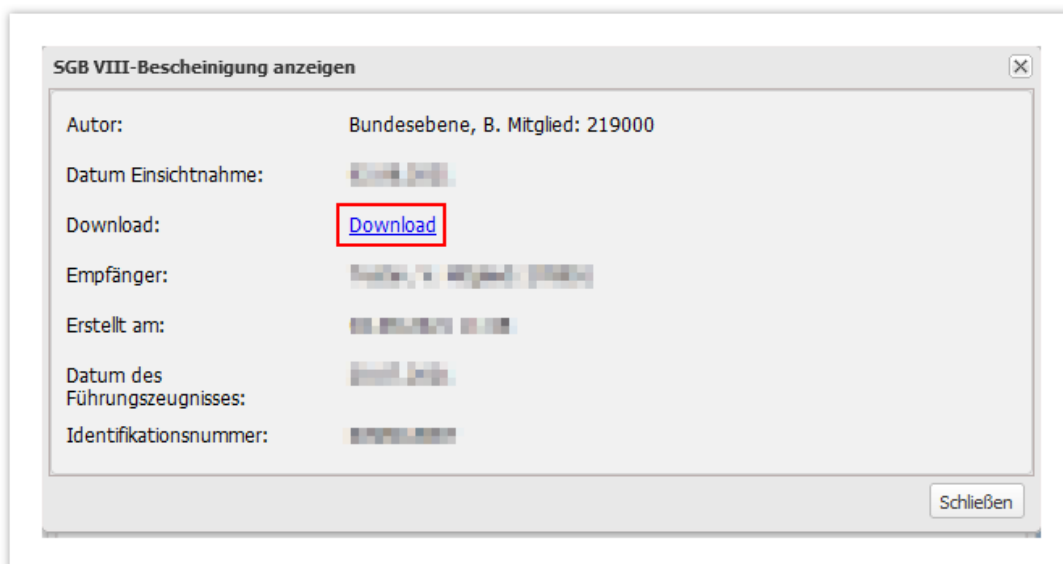 SGB VIII-Bescheinigung anzeigen
Autor: Bundesebene, B. Mitglied: 219000
Datum Einsichtnahme:
Download: Download
Empfänger:
Erstellt am:
Datum des
Führungszeugnisses:
Identifikationsnummer:
Schließen